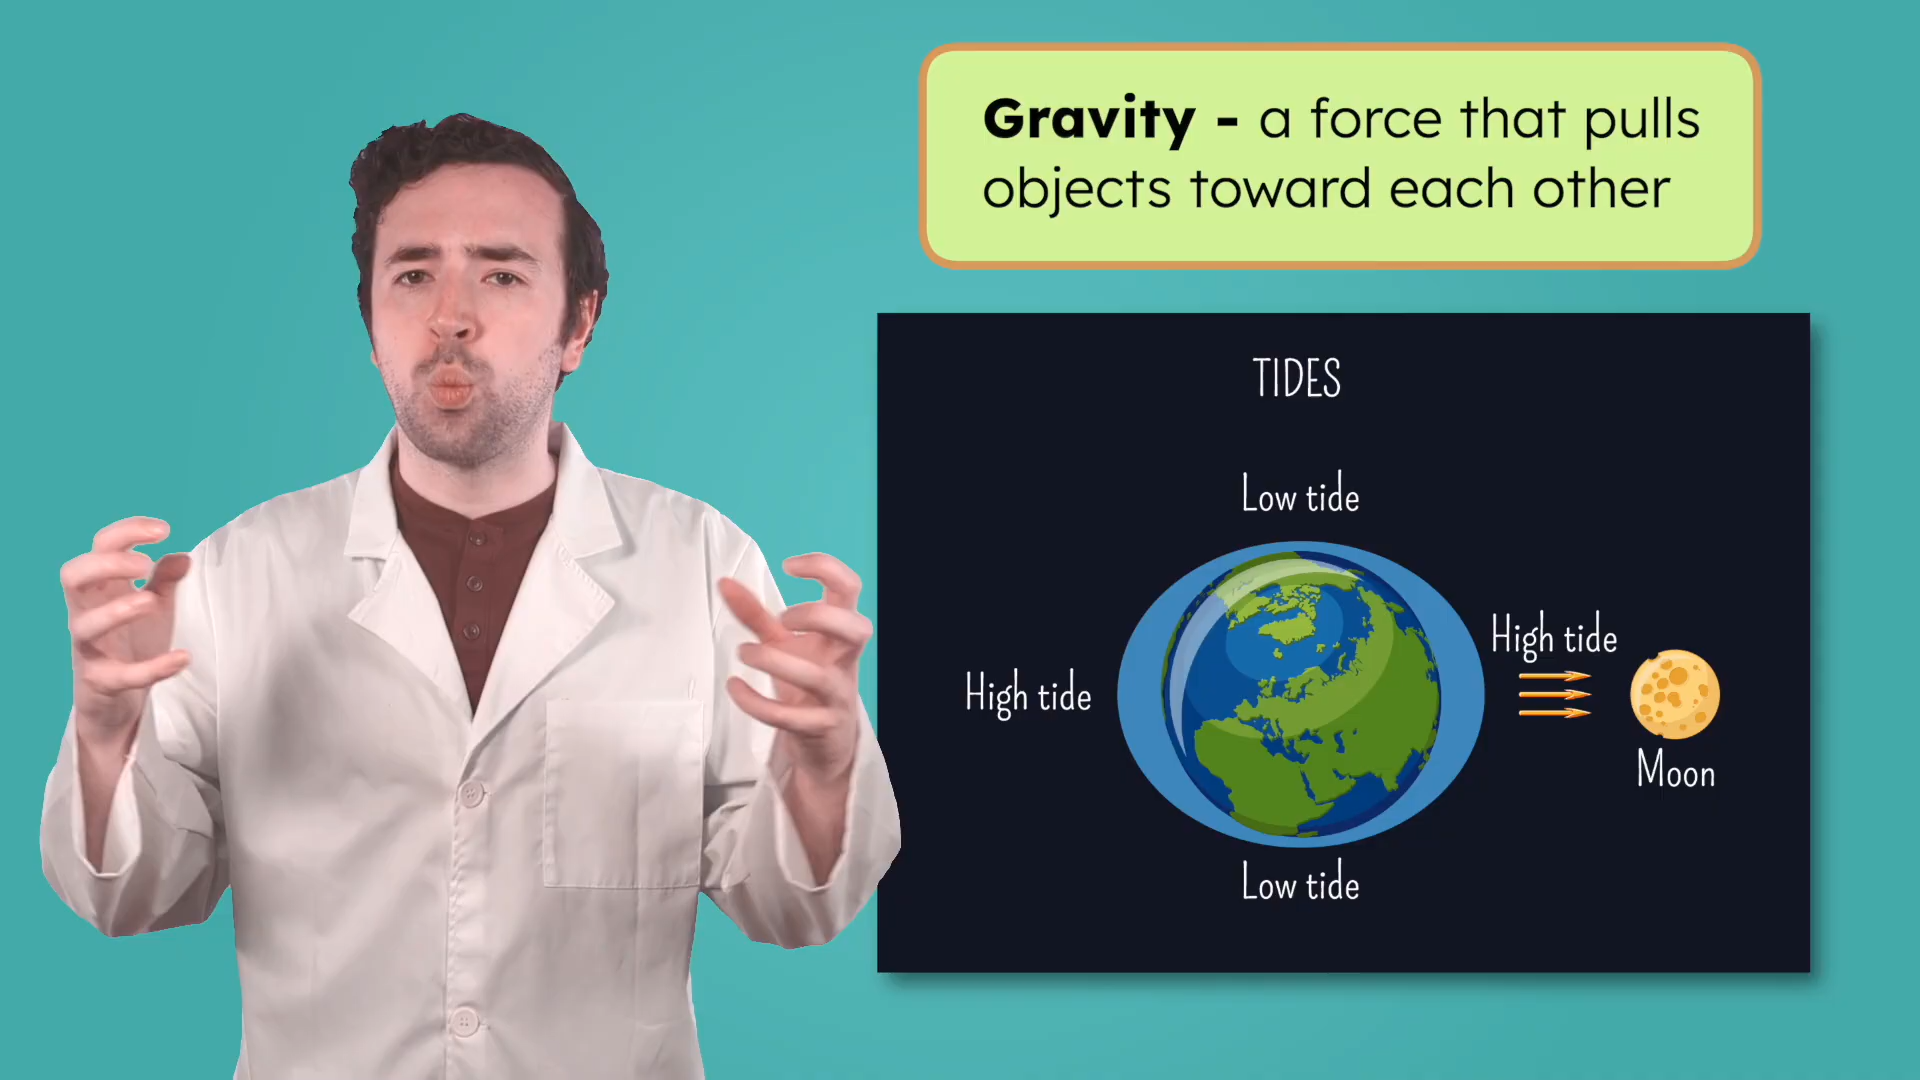 Gravity - a force that pulls
objects toward each other
TIDES
Low tide
High tide
High tide
Moon
Low tide